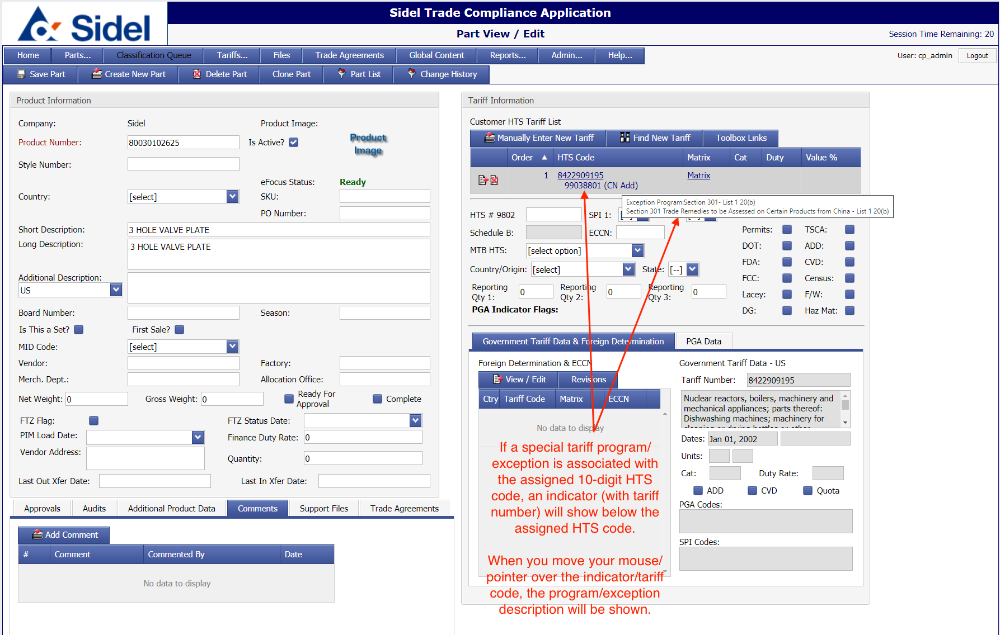 Sidel
Sidel Trade Compliance Application
Part View / Edit
Session Time Remaining: 20
Home
Parts...
Classification Queue
Tariffs...
Files
Trade Agreements
Global Content
Reports...
Admin...
Help...
User: cp_admin
Logout
Save Part
Create New Part
Delete Part
Clone Part
Part List
Change History
Product Information
Company: Sidel
Product Image:
Product Number: 80030102625
Is Active?
Product
Image
Style Number:
eFocus Status: Ready
Country: [select]
SKU:
PO Number:
Short Description: 3 HOLE VALVE PLATE
Long Description: 3 HOLE VALVE PLATE
Additional Description:
US
Board Number:
Season:
Is This a Set?
First Sale?
MID Code: [select]
Vendor:
Factory:
Merch. Dept.:
Allocation Office:
Net Weight: 0
Gross Weight: 0
Ready For
Approval
Complete
FTZ Flag:
FTZ Status Date:
PIM Load Date:
Finance Duty Rate: 0
Vendor Address:
Quantity: 0
Last Out Xfer Date:
Last In Xfer Date:
Approvals
Audits
Additional Product Data
Comments
Support Files
Trade Agreements
Add Comment
# Comment Commented By Date
No data to display
Tariff Information
Customer HTS Tariff List
Manually Enter New Tariff
Find New Tariff
Toolbox Links
Order HTS Code Matrix Cat Duty Value %
1 8422909195 Matrix
99038801 (CN Add)
Exception Program:Section 301- List 1 20(b)
Section 301 Trade Remedies to be Assessed on Certain Products from China - List 1 20(b)
HTS # 9802
SPI 1:
Schedule B:
ECCN:
MTB HTS: [select option]
Country/Origin: [select]
State: [--]
Reporting
Qty 1: 0
Reporting
Qty 2: 0
Reporting
Qty 3: 0
PGA Indicator Flags:
Permits: TSCA:
DOT: ADD:
FDA: CVD:
FCC: Census:
Lacey: F/W:
DG: Haz Mat:
Government Tariff Data & Foreign Determination
PGA Data
Foreign Determination & ECCN
View / Edit
Revisions
Ctry Tariff Code Matrix ECCN
No data to display
If a special tariff program/
exception is associated with
the assigned 10-digit HTS
code, an indicator (with tariff
number) will show below the
assigned HTS code.
When you move your mouse/
pointer over the indicator/tariff
code, the program/exception
description will be shown.
Government Tariff Data - US
Tariff Number: 8422909195
Nuclear reactors, boilers, machinery and
mechanical appliances; parts thereof:
Dishwashing machines; machinery for
Dates: Jan 01, 2002
Units:
Cat:
Duty Rate:
ADD
CVD
Quota
PGA Codes:
SPI Codes: